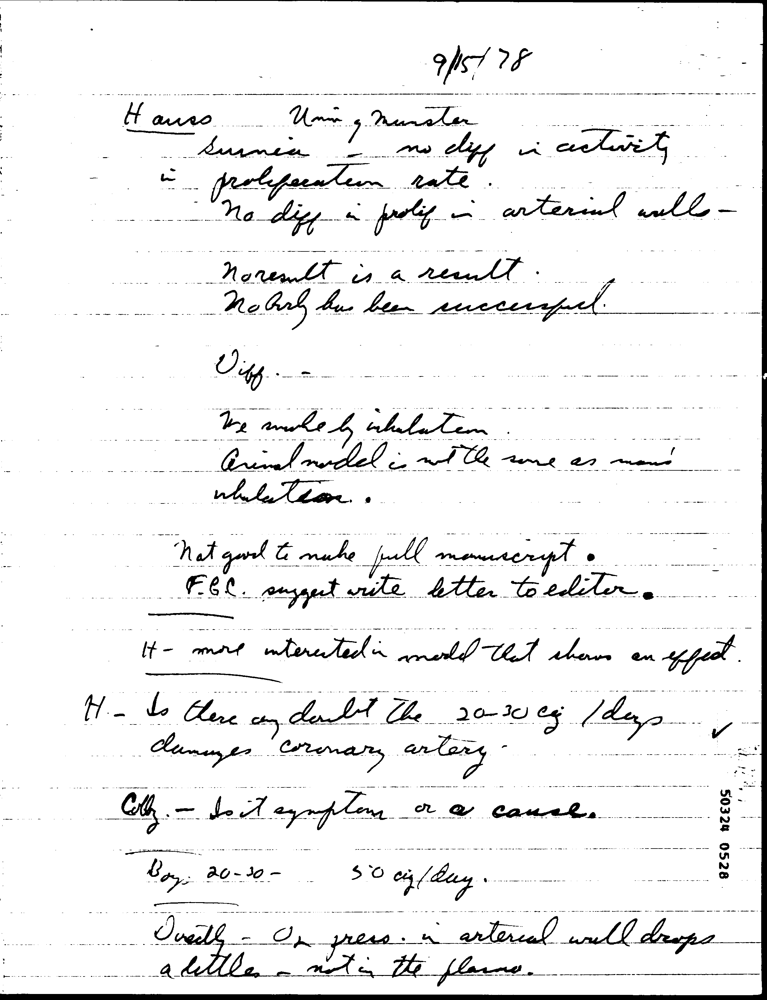 9/15/78
Hauss Univ of Munster
- no diff in activity
in proliferation rate.
No diff in prolif in arterial walls -
No result is a result.
Nobody has been successful.
Diff. -
We smoke by inhalation.
Animal model is not the same as man's
inhalation.
Not good to make full manuscript.
F.G.C. suggest write letter to editor.
H - more interested in model that shows an effect.
H - Is there any doubt the 20-30 cig / days ✓
damages coronary artery.
Colby. - Is it symptom or a cause.
20-30 - 50 cig/day.
Directly - O2 press. in arterial wall drops
a little - not in the plasma.
50324 0528